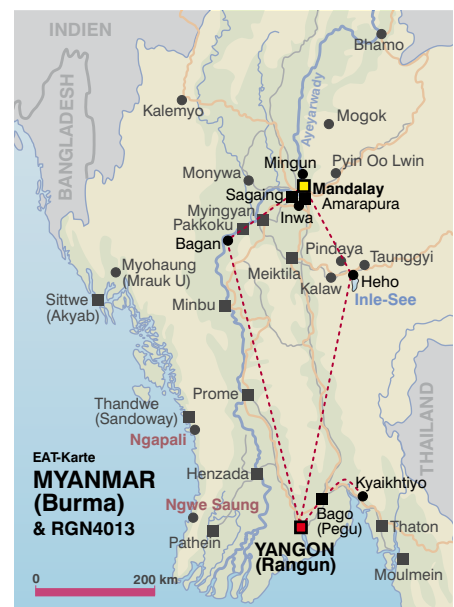 INDIEN
Bhamo
BANGLADESH
Ayeyarwady
Kalemyo
Mogok
Mingun
Pyin Oo Lwin
Monywa
Mandalay
Sagaing
Amarapura
Myingyan
Inwa
Pakkoku
Bagan
Pindaya
Taunggyi
Myohaung
(Mrauk U)
Meiktila
Heho
Kalaw
Sittwe
(Akyab)
Minbu
Inle-See
THAILAND
Prome
Thandwe
(Sandoway)
Ngapali
EAT-Karte
MYANMAR
(Burma)
& RGN4013
Henzada
Kyaikhtiyo
Ngwe Saung
Bago
(Pegu)
Thaton
Pathein
YANGON
(Rangun)
Moulmein
0 200 km